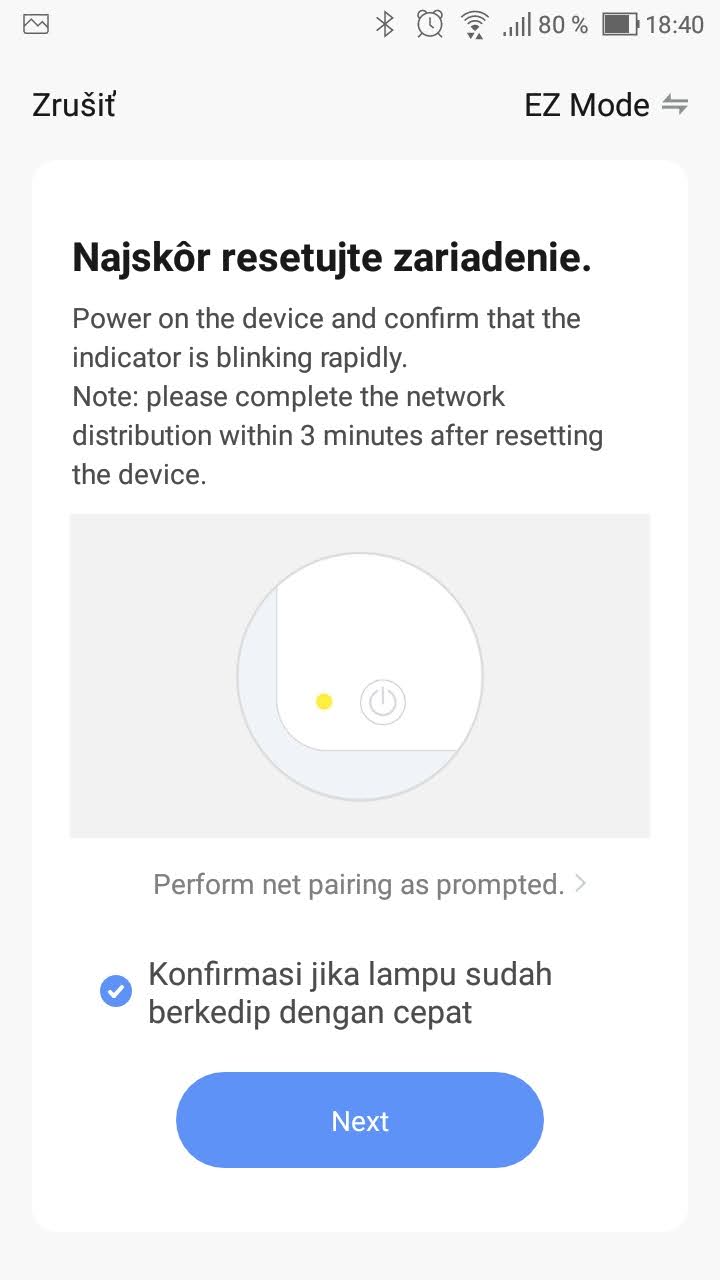 80 % 18:40
Zrušiť EZ Mode
Najskôr resetujte zariadenie.
Power on the device and confirm that the
indicator is blinking rapidly.
Note: please complete the network
distribution within 3 minutes after resetting
the device.
Perform net pairing as prompted.
Konfirmasi jika lampu sudah
berkedip dengan cepat
Next